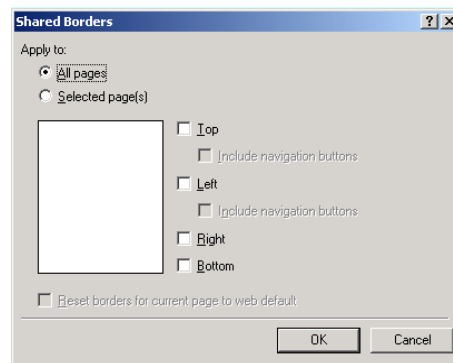 Shared Borders
Apply to:
All pages
Selected page(s)
Top
Include navigation buttons
Left
Include navigation buttons
Right
Bottom
Reset borders for current page to web default
OK Cancel